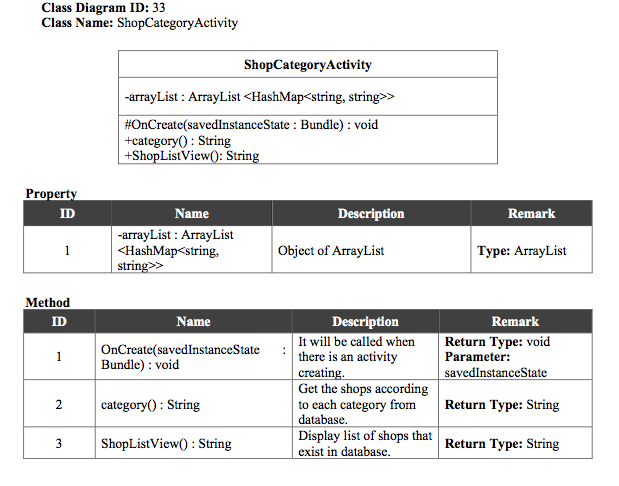 Class Diagram ID: 33
Class Name: ShopCategoryActivity
ShopCategoryActivity
-arrayList : ArrayList <HashMap<string, string>>
#OnCreate(savedInstanceState : Bundle) : void
+category() : String
+ShopListView(): String
Property
ID Name Description Remark
1
-arrayList : ArrayList
<HashMap<string,
string>>
Object of ArrayList
Type: ArrayList
Method
ID Name Description Remark
1
OnCreate(savedInstanceState :
Bundle) : void
It will be called when
there is an activity
creating.
Return Type: void
Parameter:
savedInstanceState
2
category() : String
Get the shops according
to each category from
database.
Return Type: String
3
ShopListView() : String
Display list of shops that
exist in database.
Return Type: String